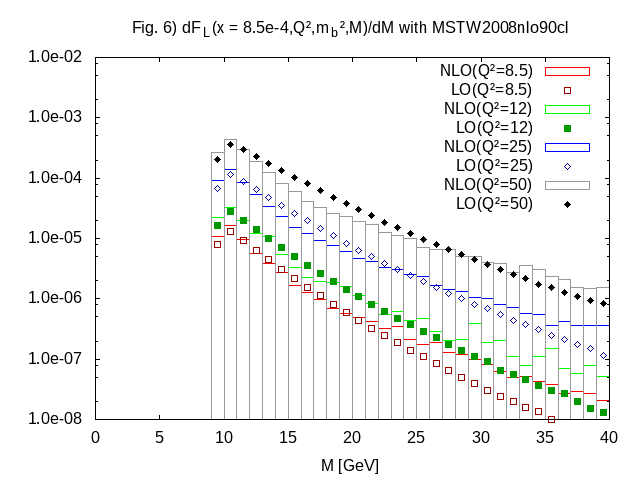 Fig. 6) dF_L(x = 8.5e-4,Q²,m_b²,M)/dM with MSTW2008nlo90cl
1.0e-02
1.0e-03
1.0e-04
1.0e-05
1.0e-06
1.0e-07
1.0e-08
NLO(Q²=8.5)
LO(Q²=8.5)
NLO(Q²=12)
LO(Q²=12)
NLO(Q²=25)
LO(Q²=25)
NLO(Q²=50)
LO(Q²=50)
0 5 10 15 20 25 30 35 40
M [GeV]